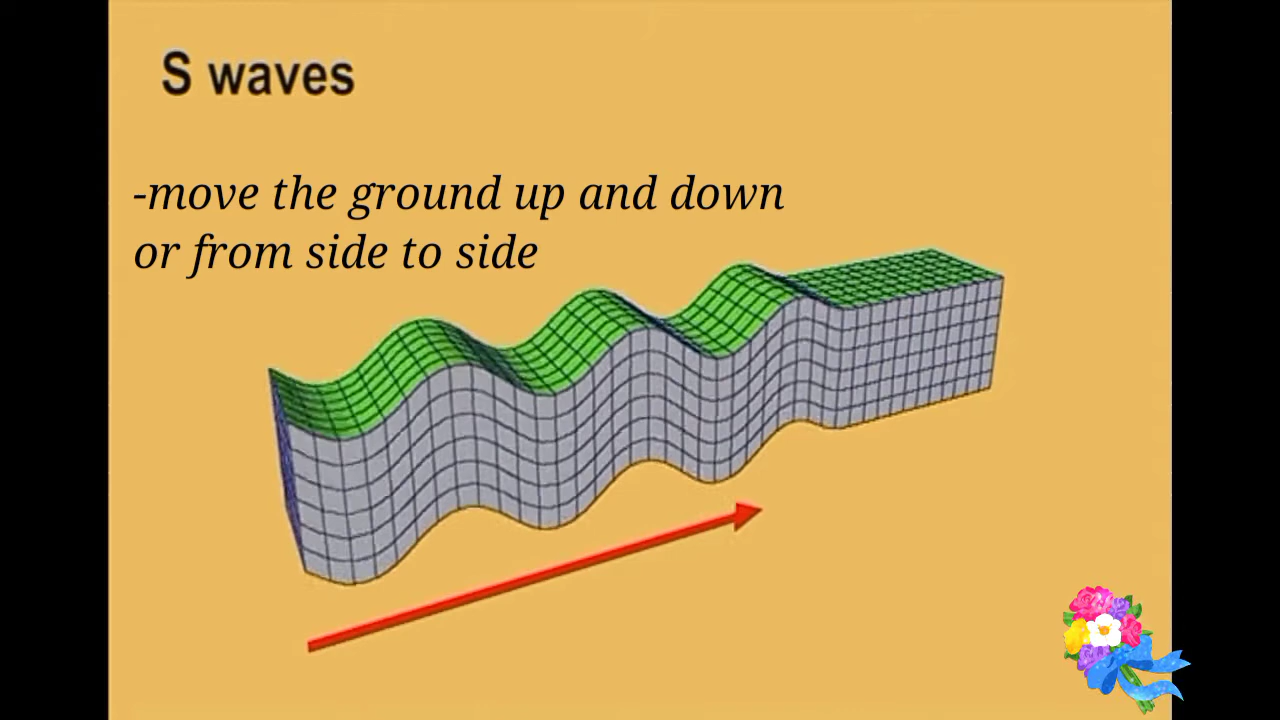 S waves
-move the ground up and down
or from side to side